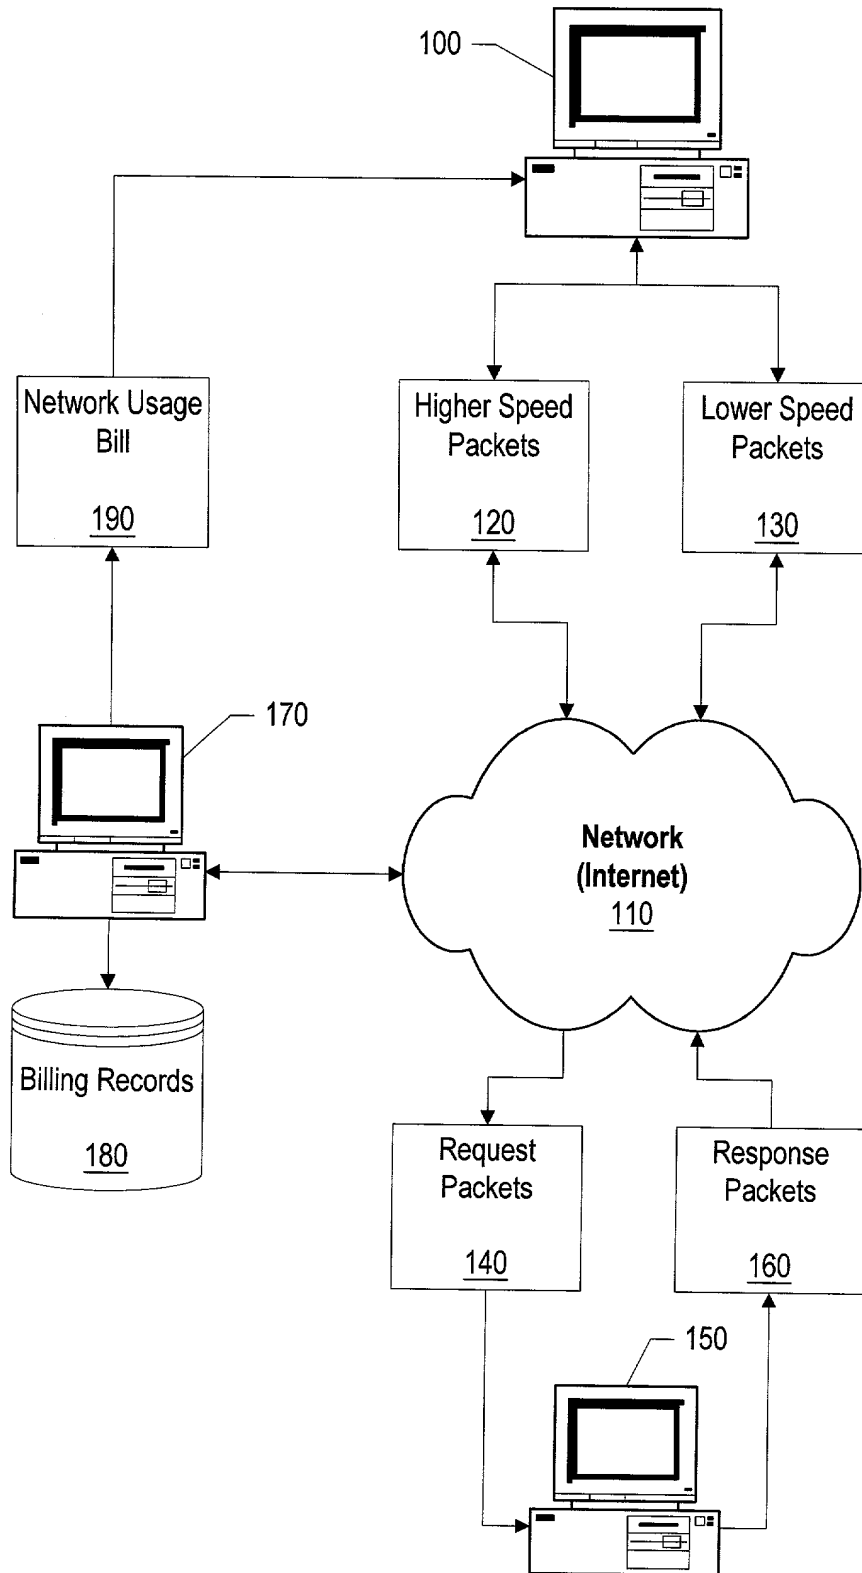 100
Network Usage
Bill
190
Higher Speed
Packets
120
Lower Speed
Packets
130
170
Network
(Internet)
110
Billing Records
180
Request
Packets
140
Response
Packets
160
150